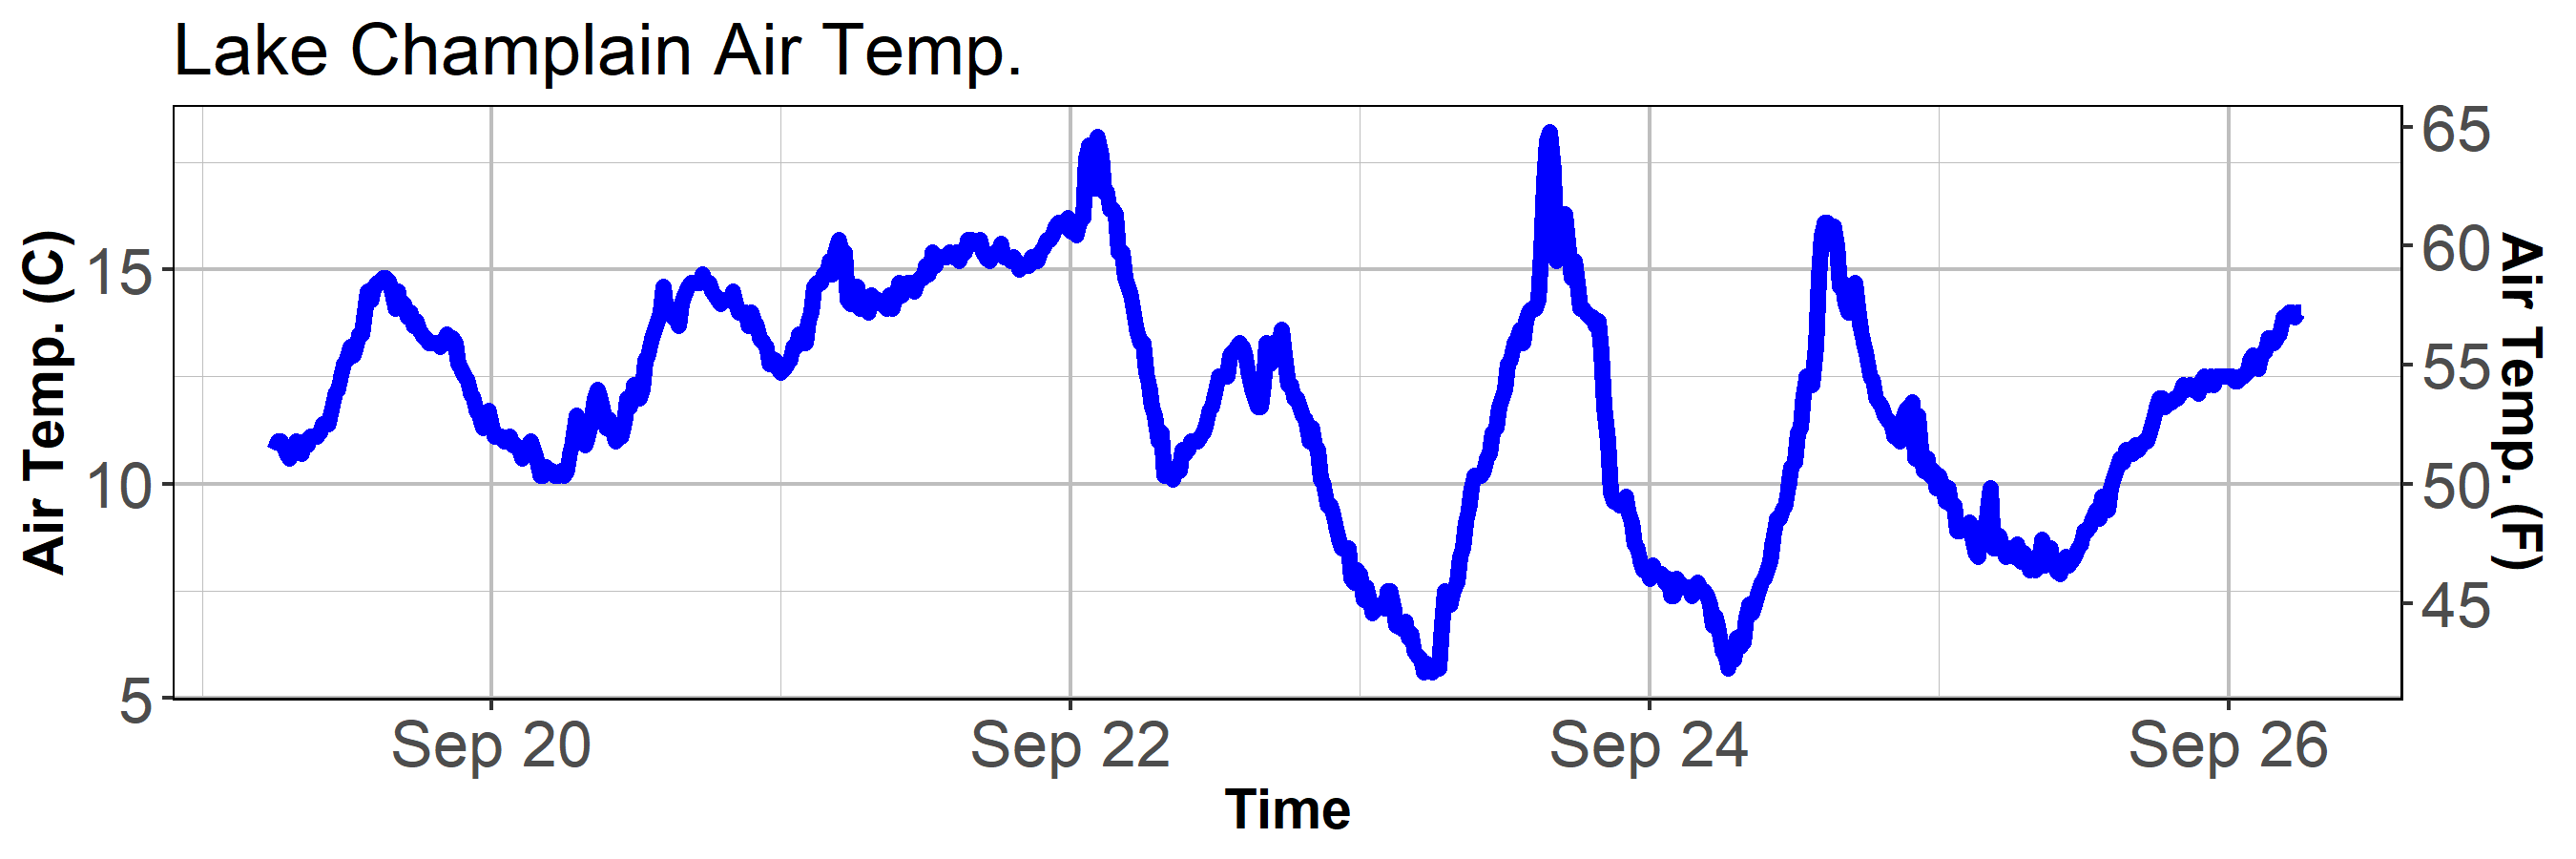 Lake Champlain Air Temp.
Air Temp. (C)
15
10
5
65
60
55
50
45
Air Temp. (F)
Sep 20
Sep 22
Sep 24
Sep 26
Time